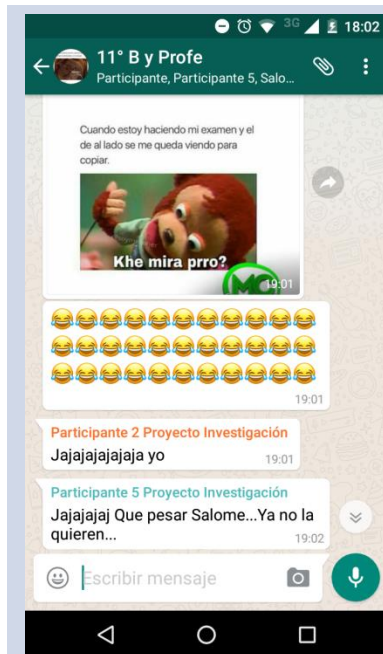 3G 18:02
11° B y Profe
Participante, Participante 5, Salo...
Cuando estoy haciendo mi examen y el
de al lado se me queda viendo para
copiar.
Khe mira prro?
MC
19:01
😂😂😂😂😂😂😂😂😂😂😂
😂😂😂😂😂😂😂😂😂😂😂
😂😂😂😂😂😂😂😂😂😂😂
19:01
Participante 2 Proyecto Investigación
Jajajajajajaja yo
19:01
Participante 5 Proyecto Investigación
Jajajajaj Que pesar Salome...Ya no la
quieren...
19:02
Escribir mensaje